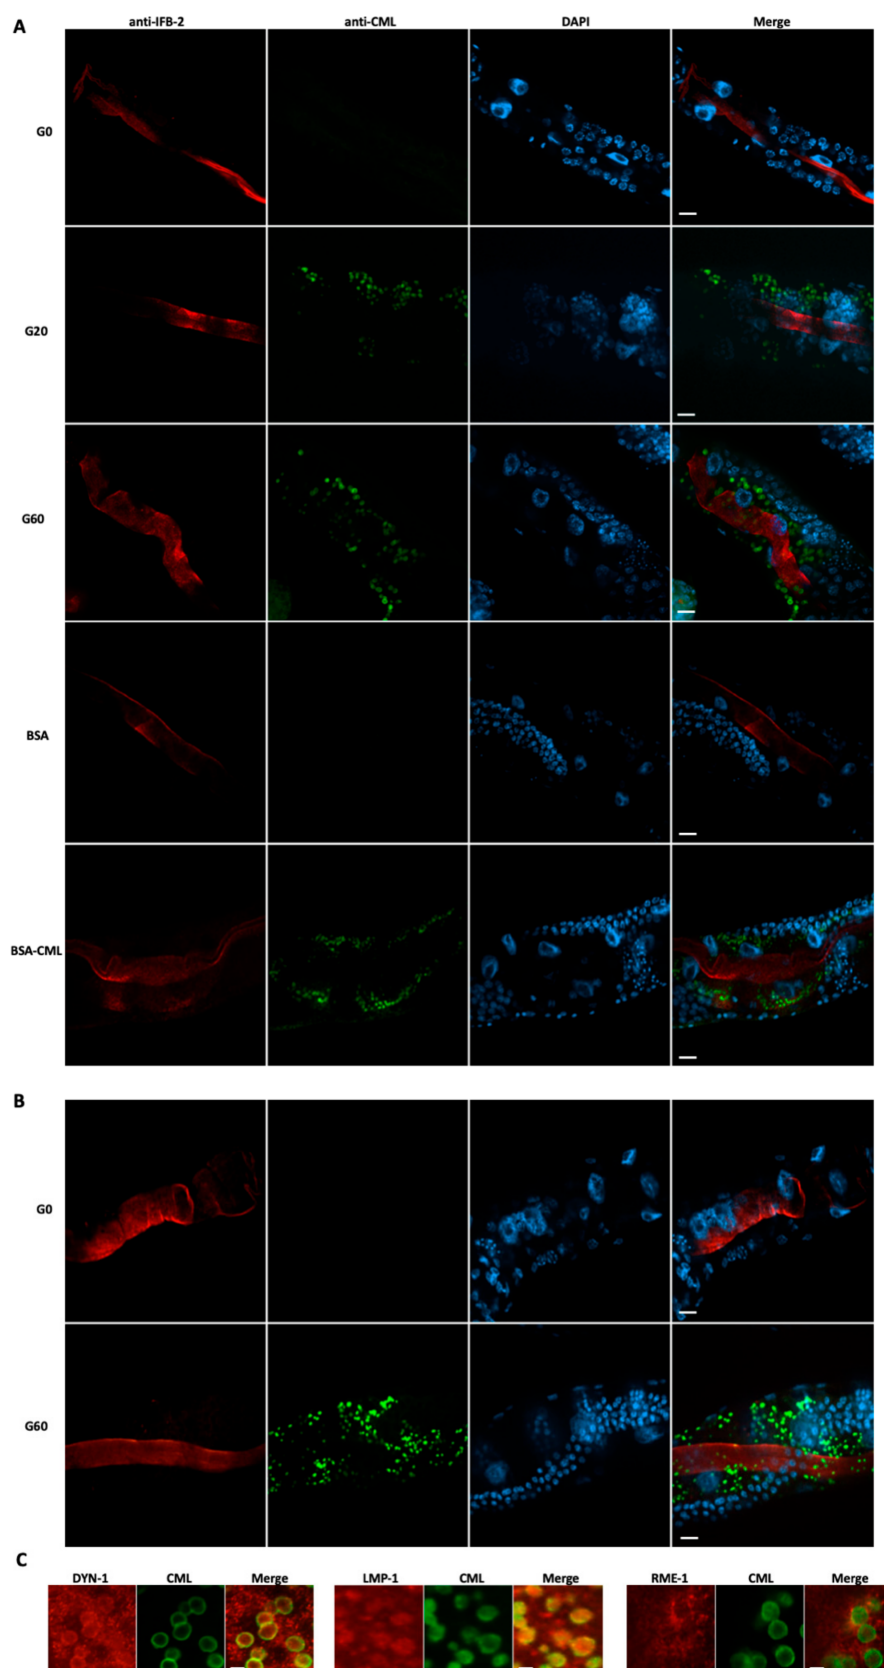 A
anti-IFB-2 anti-CML DAPI Merge
G0
G20
G60
BSA
BSA-CML
B
G0
G60
C
DYN-1 CML Merge LMP-1 CML Merge RME-1 CML Merge